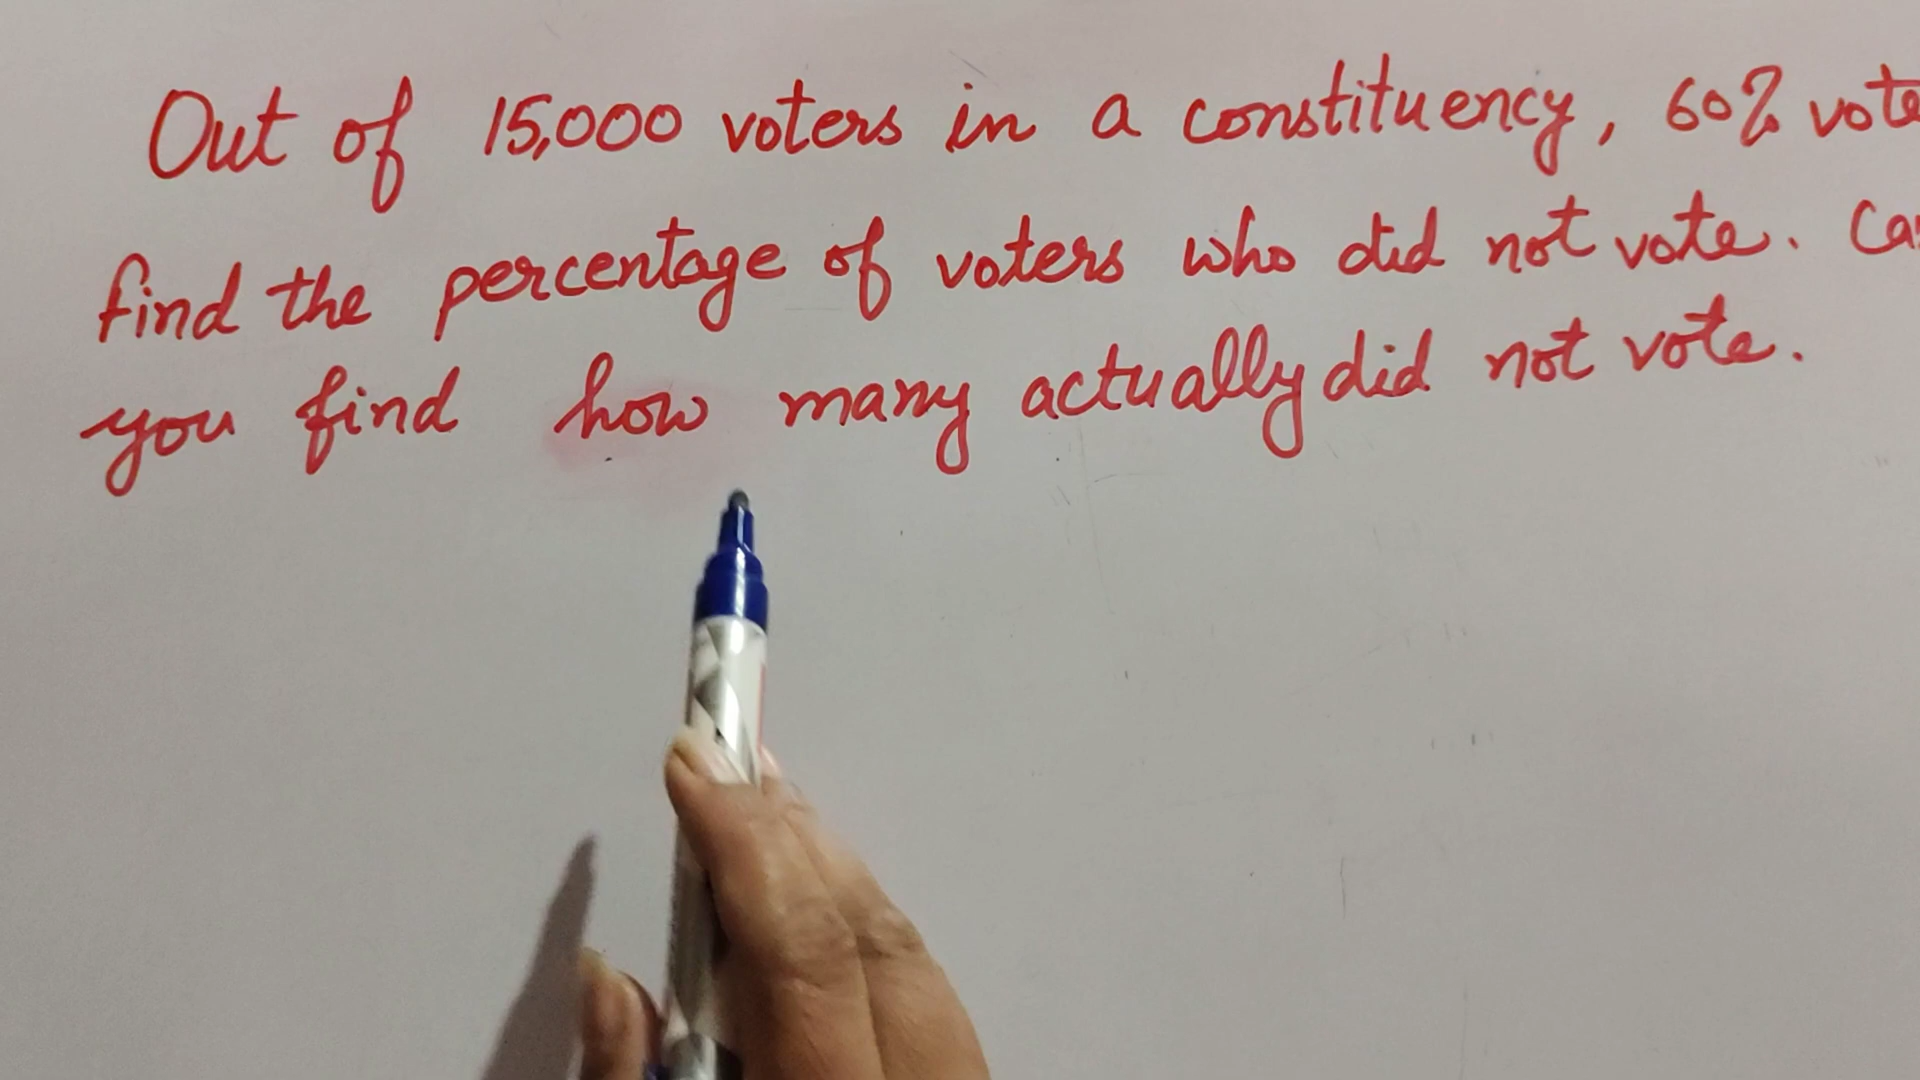 Out of 15,000 voters in a constituency, 60% vote
find the percentage of voters who did not vote. Ca
you find how many actually did not vote.